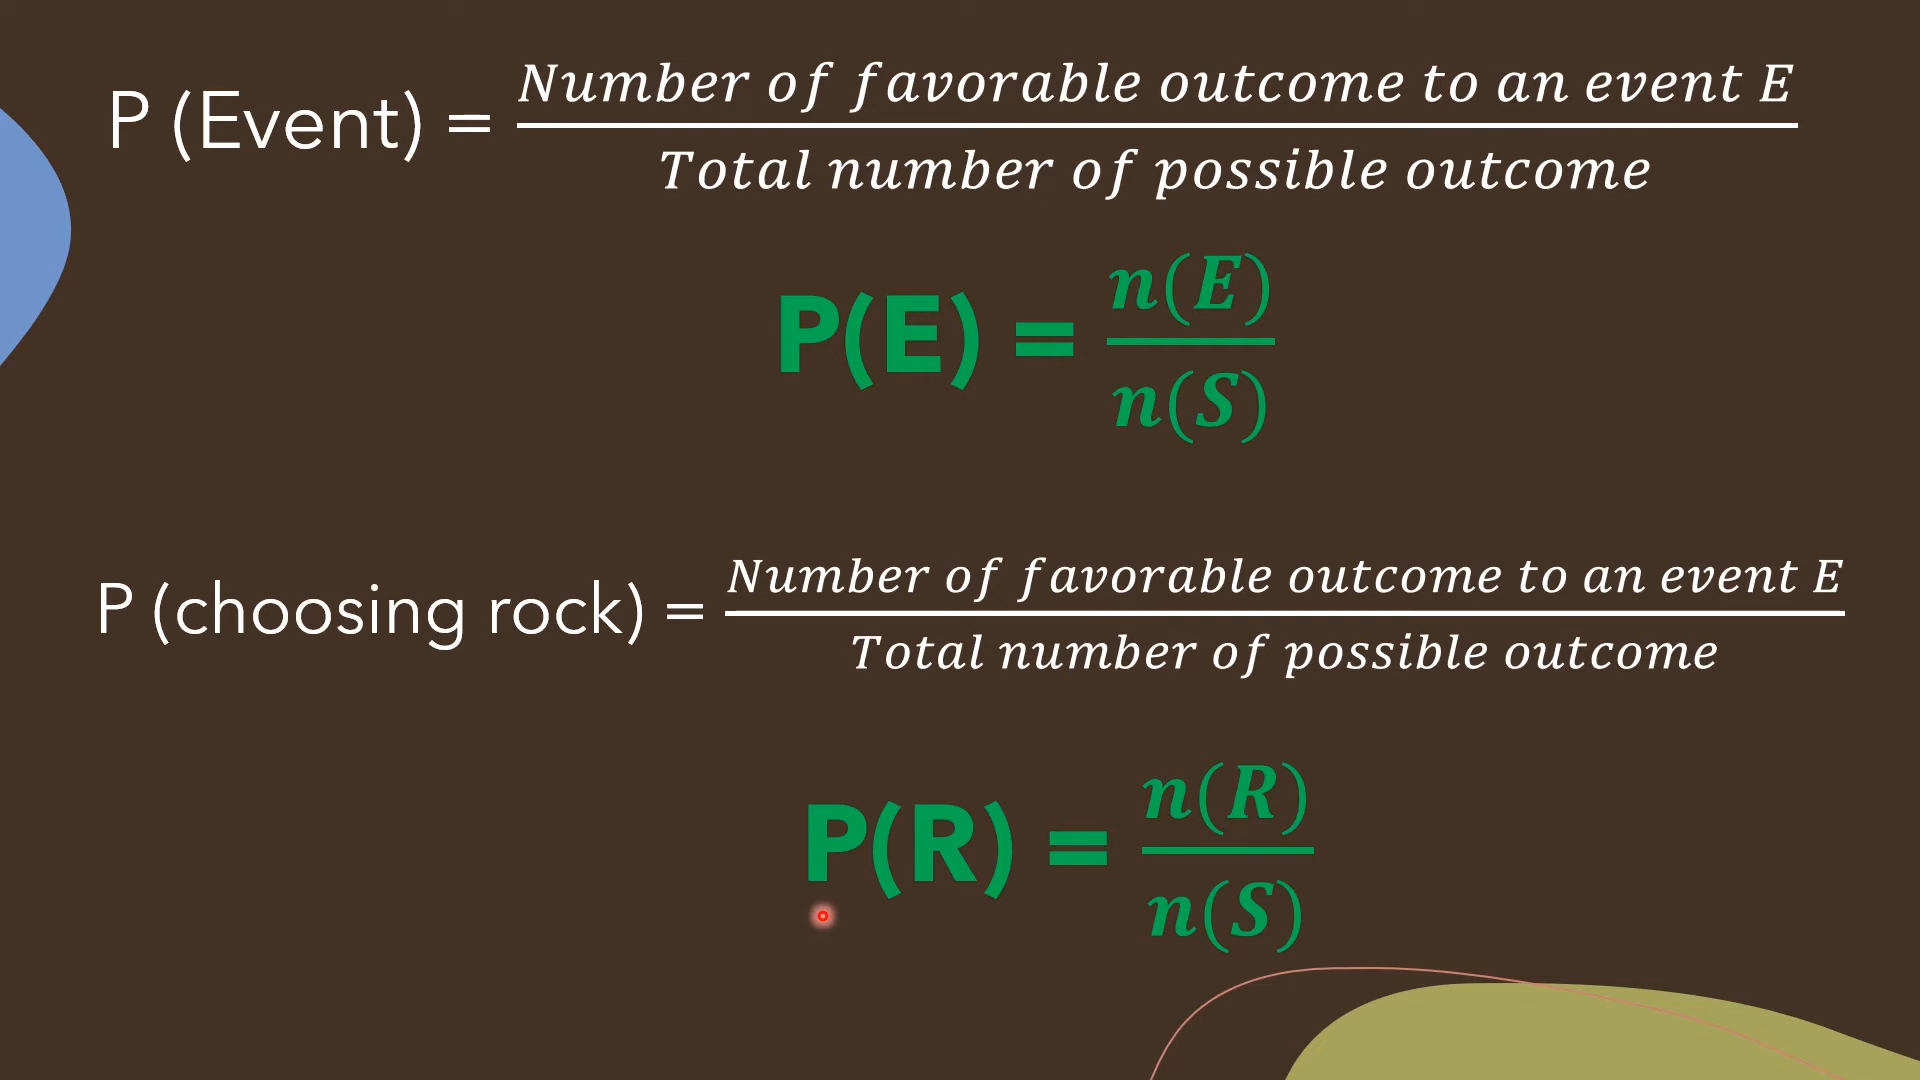 P (Event) = Number of favorable outcome to an event E
Total number of possible outcome
P(E) = n(E)
n(S)
P (choosing rock) = Number of favorable outcome to an event E
Total number of possible outcome
P(R) = n(R)
n(S)